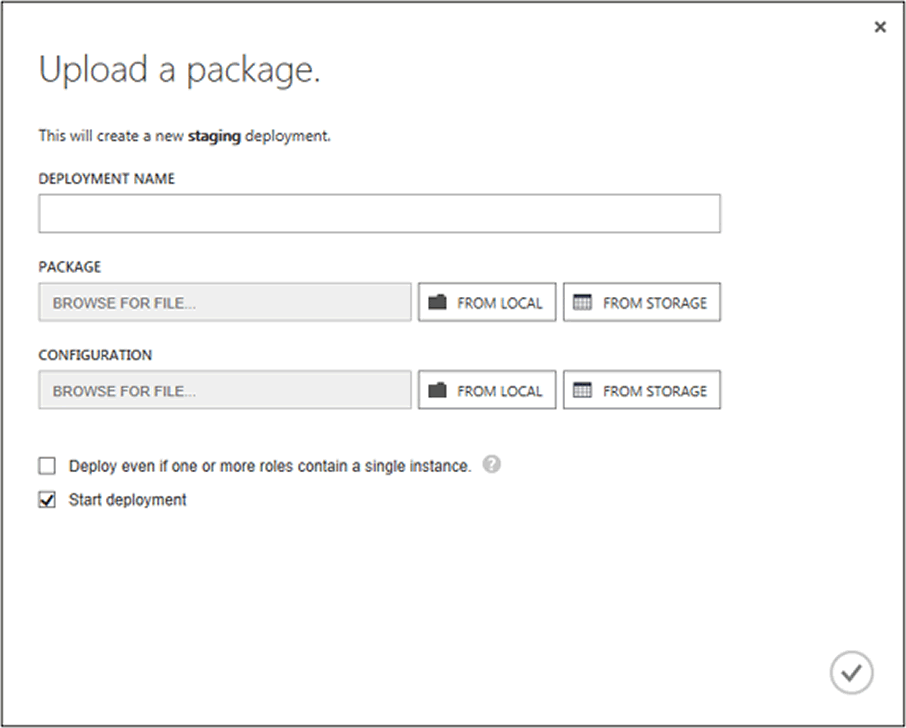 Upload a package.
This will create a new staging deployment.
DEPLOYMENT NAME
PACKAGE
BROWSE FOR FILE... FROM LOCAL FROM STORAGE
CONFIGURATION
BROWSE FOR FILE... FROM LOCAL FROM STORAGE
Deploy even if one or more roles contain a single instance. ?
Start deployment